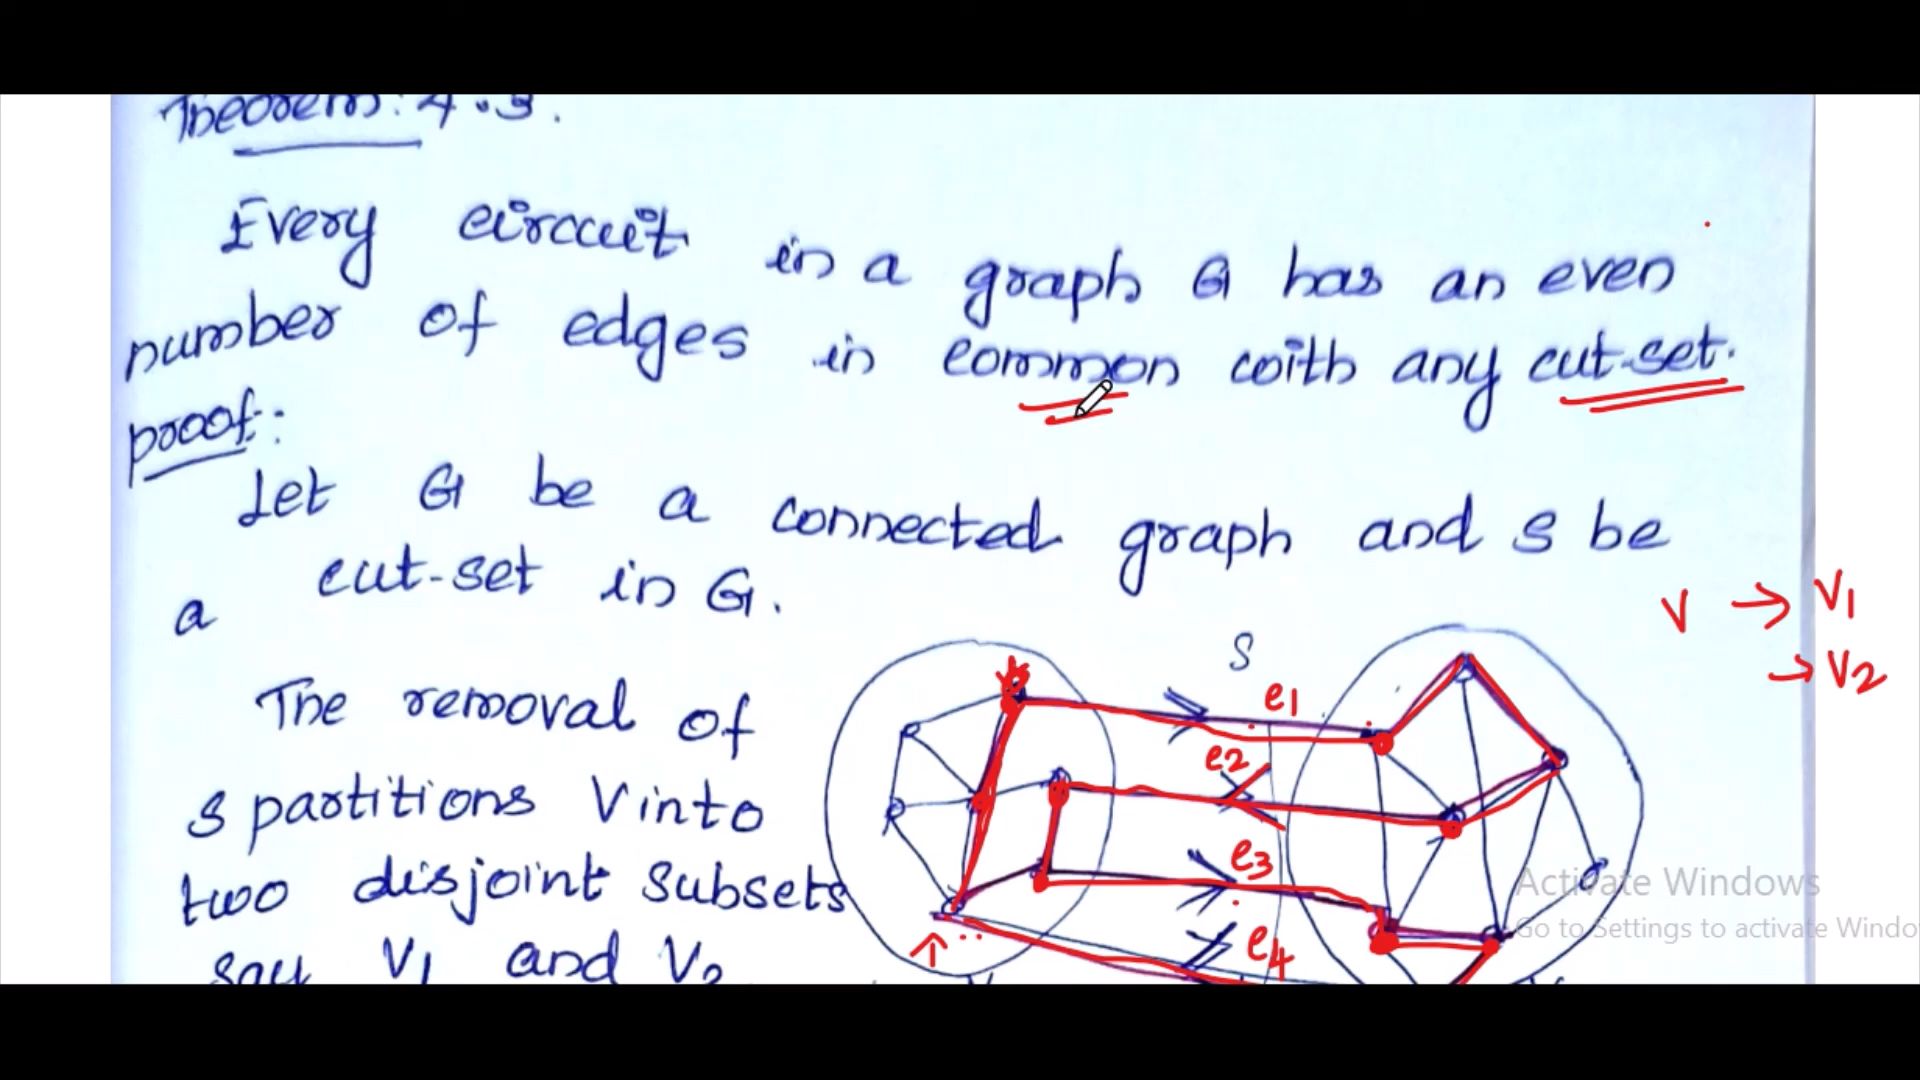 Theorem: 4.3.
Every circuit in a graph G has an even
number of edges in common with any cut-set.
proof:
Let G be a connected graph and S be
a cut-set in G.
V → V1
→ V2
S
The removal of
S partitions V into
two disjoint subsets
say V1 and V2
e1
e2
e3
e4
Activate Windows
Go to Settings to activate Windo